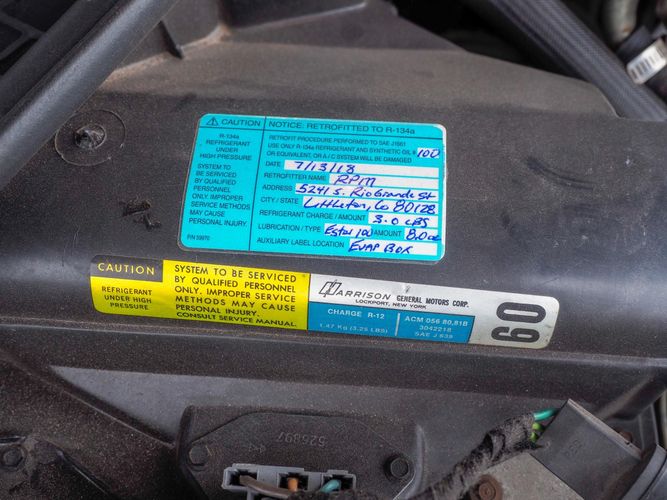 ⚠ CAUTION
R-134a
REFRIGERANT
UNDER
HIGH PRESSURE
SYSTEM TO
BE SERVICED
BY QUALIFIED
PERSONNEL
ONLY. IMPROPER
SERVICE METHODS
MAY CAUSE
PERSONAL INJURY.
P/N 59970
NOTICE: RETROFITTED TO R-134a
RETROFIT PROCEDURE PERFORMED TO SAE J1661
USE ONLY R-134a REFRIGERANT AND SYNTHETIC OIL # 100
OR EQUIVALENT, OR A/C SYSTEM WILL BE DAMAGED
DATE 7/13/18
RETROFITTER NAME RPM
ADDRESS 5241 S. Rio Grande St
CITY / STATE Littleton, Co 80128
REFRIGERANT CHARGE / AMOUNT 3.0 LBS
LUBRICATION / TYPE Ester 100 AMOUNT 8.0 oz
AUXILIARY LABEL LOCATION EVAP BOX
CAUTION
REFRIGERANT
UNDER HIGH
PRESSURE
SYSTEM TO BE SERVICED
BY QUALIFIED PERSONNEL
ONLY. IMPROPER SERVICE
METHODS MAY CAUSE
PERSONAL INJURY.
CONSULT SERVICE MANUAL.
HARRISON GENERAL MOTORS CORP.
LOCKPORT, NEW YORK
CHARGE R-12
1.47 Kg (3.25 LBS)
ACM 056 80,81B
3042218
SAE J 639
60